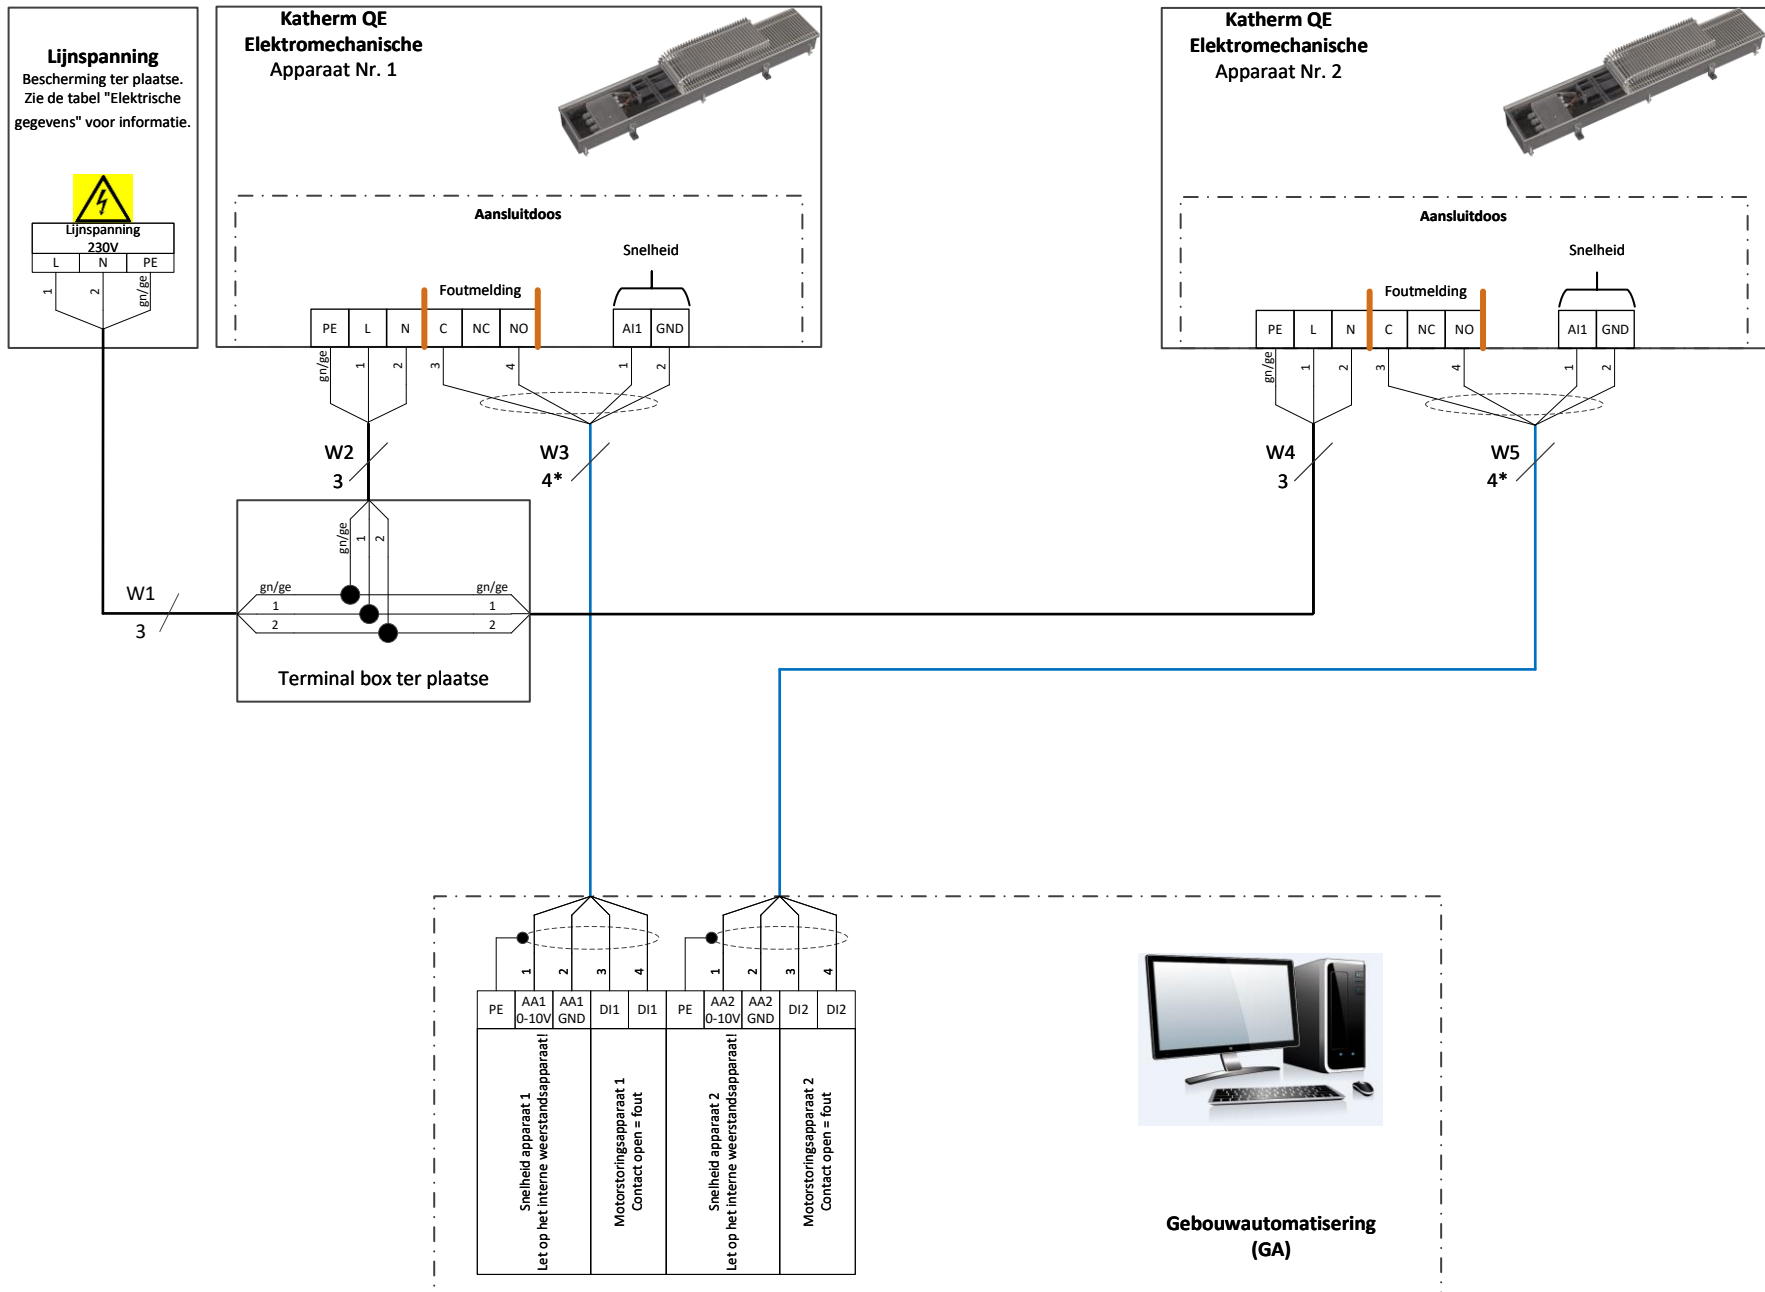 Lijnspanning
Bescherming ter plaatse.
Zie de tabel "Elektrische
gegevens" voor informatie.
Lijnspanning
230V
L N PE
1 2 gn/ge
Katherm QE
Elektromechanische
Apparaat Nr. 1
Aansluitdoos
Snelheid
Foutmelding
PE L N C NC NO AI1 GND
gn/ge 1 2 3 4 1 2
W2
3
W3
4*
Katherm QE
Elektromechanische
Apparaat Nr. 2
Aansluitdoos
Snelheid
Foutmelding
PE L N C NC NO AI1 GND
gn/ge 1 2 3 4 1 2
W4
3
W5
4*
W1
3
gn/ge 1 2
gn/ge gn/ge
1 1
2 2
Terminal box ter plaatse
1 2 3 4 1 2 3 4
PE AA1 AA1 DI1 DI1 PE AA2 AA2 DI2 DI2
0-10V GND 0-10V GND
Snelheid apparaat 1
Let op het interne weerstandsapparaat!
Motorstoringsapparaat 1
Contact open = fout
Snelheid apparaat 2
Let op het interne weerstandsapparaat!
Motorstoringsapparaat 2
Contact open = fout
Gebouwautomatisering
(GA)